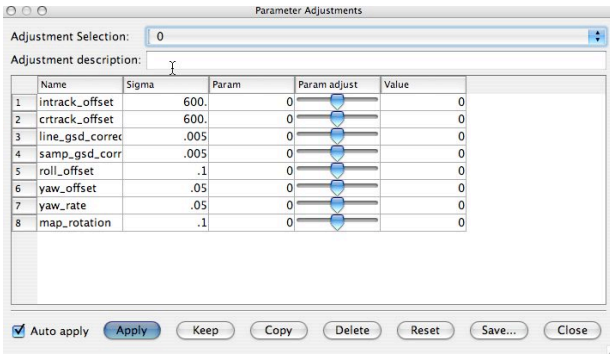 Parameter Adjustments
Adjustment Selection: 0
Adjustment description:
Name Sigma Param Param adjust Value
1 intrack_offset 600. 0 0
2 crtrack_offset 600. 0 0
3 line_gsd_correc .005 0 0
4 samp_gsd_corr .005 0 0
5 roll_offset .1 0 0
6 yaw_offset .05 0 0
7 yaw_rate .05 0 0
8 map_rotation .1 0 0
Auto apply Apply Keep Copy Delete Reset Save... Close